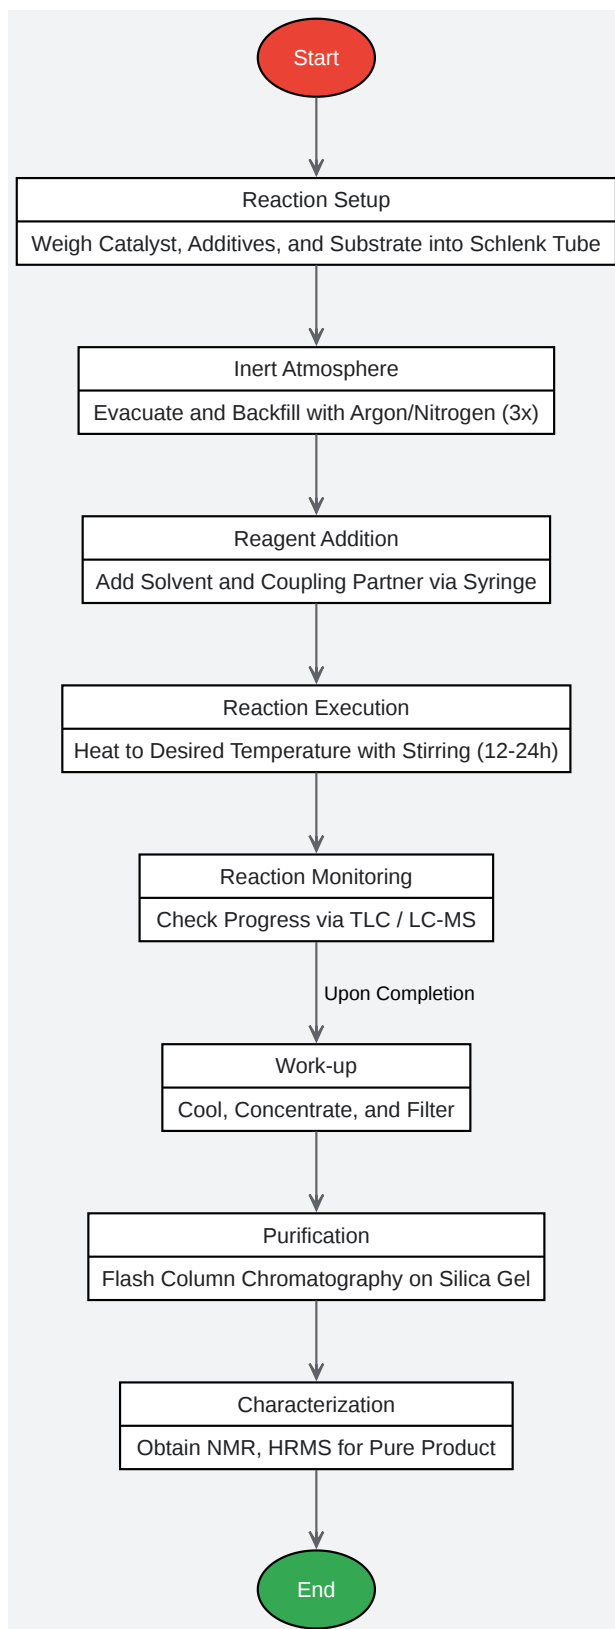 Start
Reaction Setup
Weigh Catalyst, Additives, and Substrate into Schlenk Tube
Inert Atmosphere
Evacuate and Backfill with Argon/Nitrogen (3x)
Reagent Addition
Add Solvent and Coupling Partner via Syringe
Reaction Execution
Heat to Desired Temperature with Stirring (12-24h)
Reaction Monitoring
Check Progress via TLC / LC-MS
Upon Completion
Work-up
Cool, Concentrate, and Filter
Purification
Flash Column Chromatography on Silica Gel
Characterization
Obtain NMR, HRMS for Pure Product
End